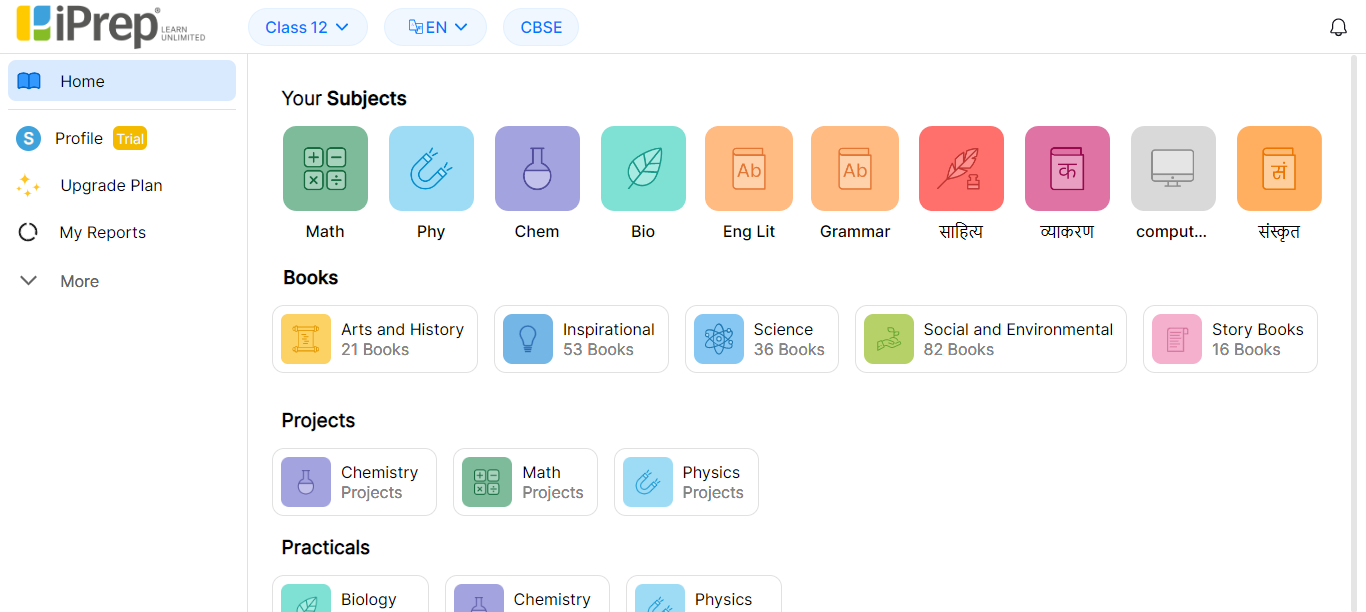 iPrep®
LEARN
UNLIMITED
Class 12
EN
CBSE
Home
S
Profile
Trial
Upgrade Plan
My Reports
More
Your Subjects
Ab
Ab
क
सं
Math
Phy
Chem
Bio
Eng Lit
Grammar
साहित्य
व्याकरण
comput...
संस्कृत
Books
Arts and History
21 Books
Inspirational
53 Books
Science
36 Books
Social and Environmental
82 Books
Story Books
16 Books
Projects
Chemistry
Projects
Math
Projects
Physics
Projects
Practicals
Biology
Chemistry
Physics